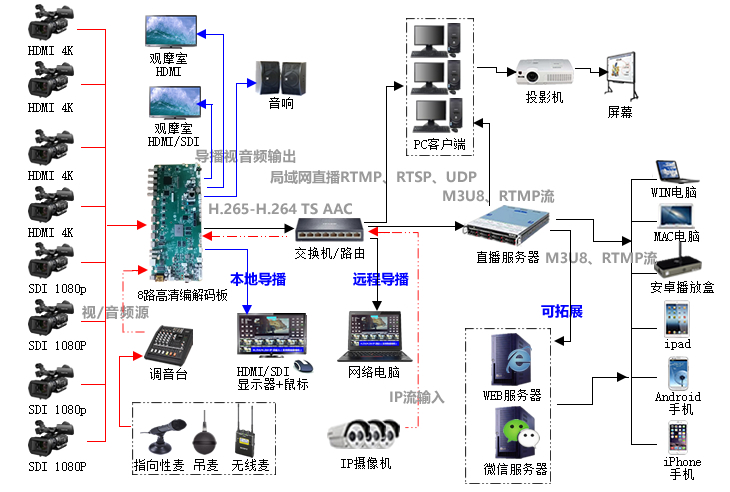 HDMI 4K
HDMI 4K
HDMI 4K
HDMI 4K
SDI 1080p
SDI 1080P
SDI 1080p
SDI 1080P
观摩室
HDMI
观摩室
HDMI/SDI
音响
导播视音频输出
局域网直播RTMP、RTSP、UDP
M3U8、RTMP流
H.265-H.264 TS AAC
PC客户端
投影机
屏幕
8路高清编解码板
交换机/路由
直播服务器
M3U8、RTMP流
本地导播
远程导播
可拓展
视/音频源
调音台
HDMI/SDI
显示器+鼠标
网络电脑
IP流输入
指向性麦
吊麦
无线麦
IP摄像机
WEB服务器
微信服务器
WIN电脑
MAC电脑
安卓播放盒
ipad
Android
手机
iPhone
手机